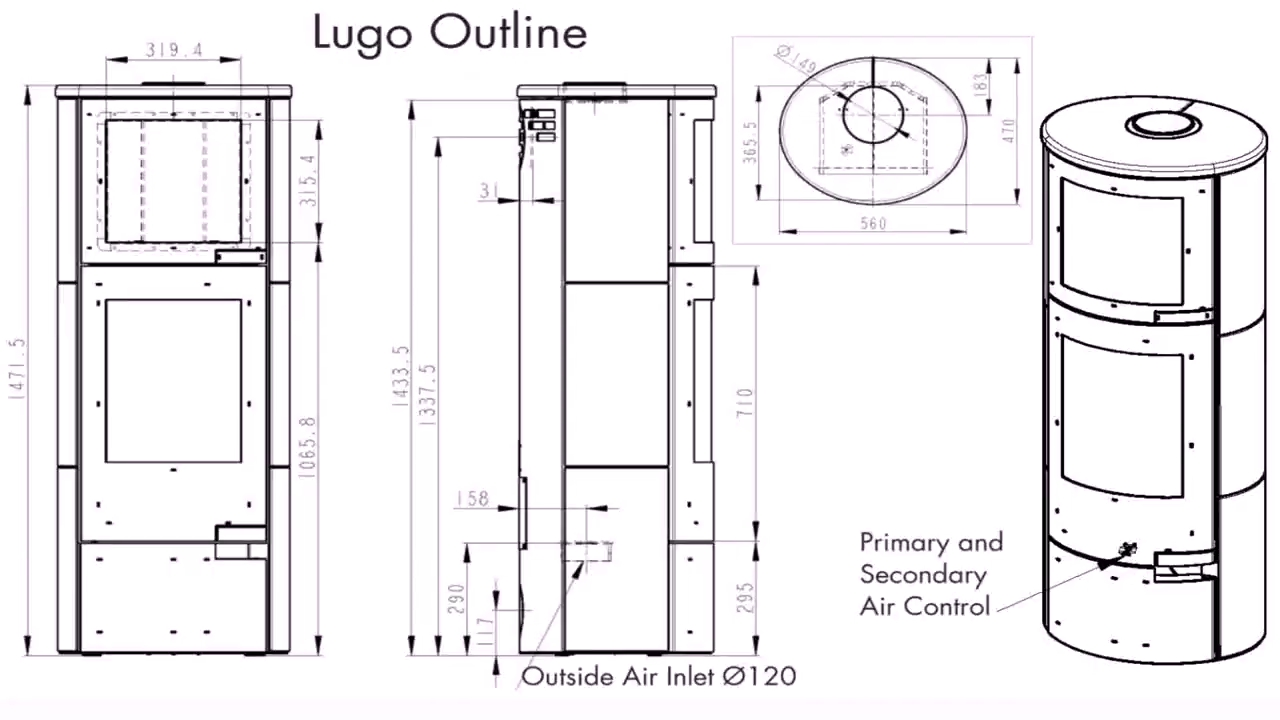 Lugo Outline
319.4
315.4
1471.5
1065.8
31
1433.5
1337.5
710
158
290
117
295
Outside Air Inlet Ø120
Ø149
183
365.5
470
560
Primary and
Secondary
Air Control